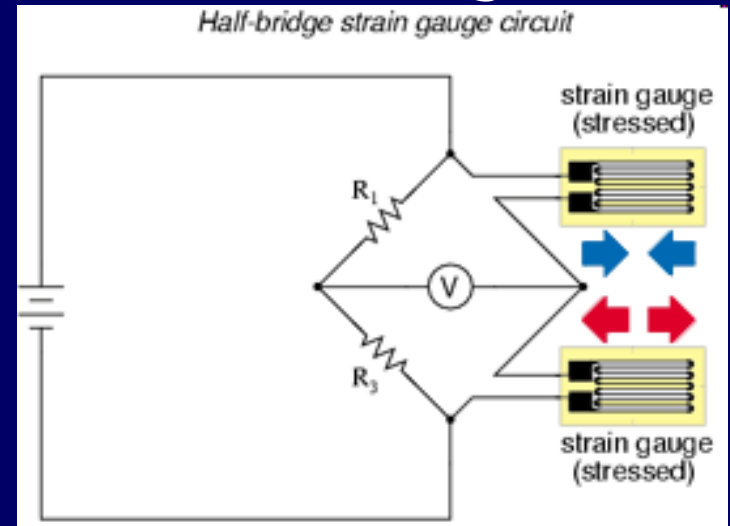 Half-bridge strain gauge circuit
strain gauge
(stressed)
R1
V
R3
strain gauge
(stressed)